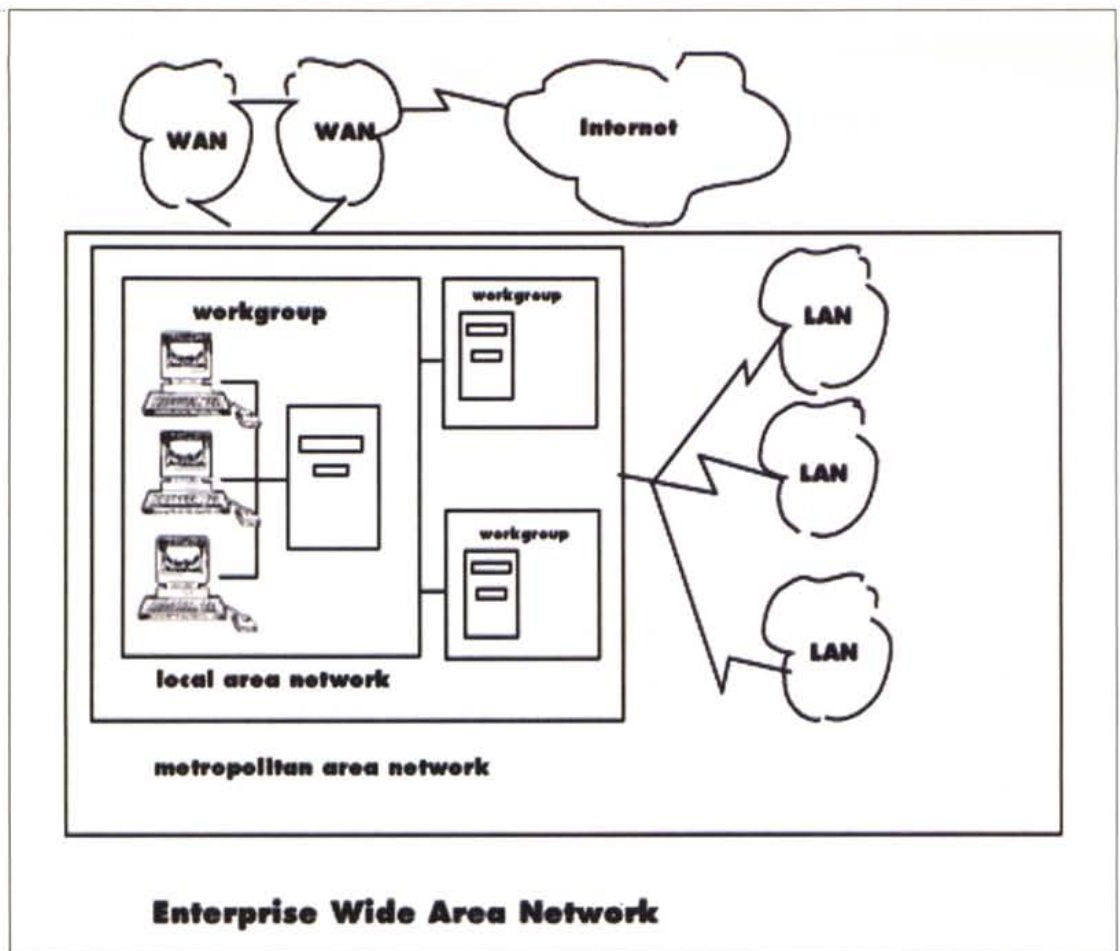 WAN
WAN
Internet
workgroup
workgroup
LAN
LAN
workgroup
LAN
local area network
metropolitan area network
Enterprise Wide Area Network